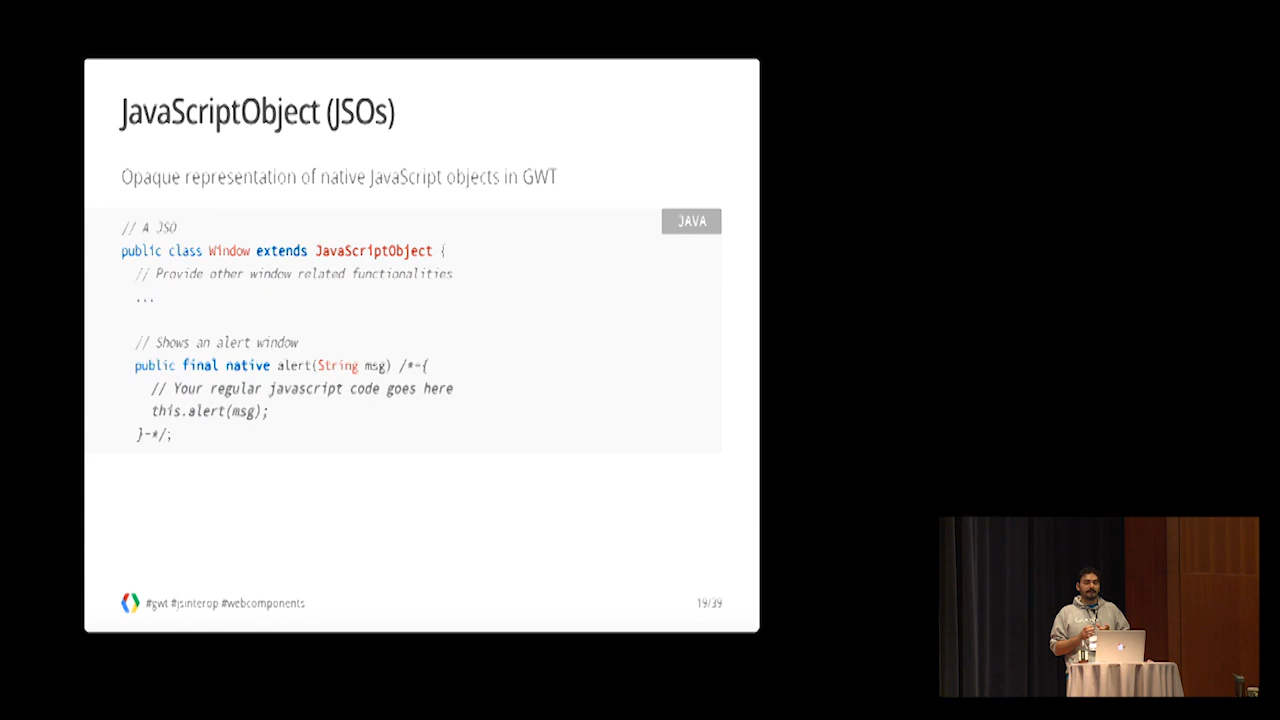 JavaScriptObject (JSOs)
Opaque representation of native JavaScript objects in GWT
JAVA
// A JSO
public class Window extends JavaScriptObject {
// Provide other window related functionalities
...
// Shows an alert window
public final native alert(String msg) /*-{
// Your regular javascript code goes here
this.alert(msg);
}-*/;
#gwt #jsinterop #webcomponents
19/39